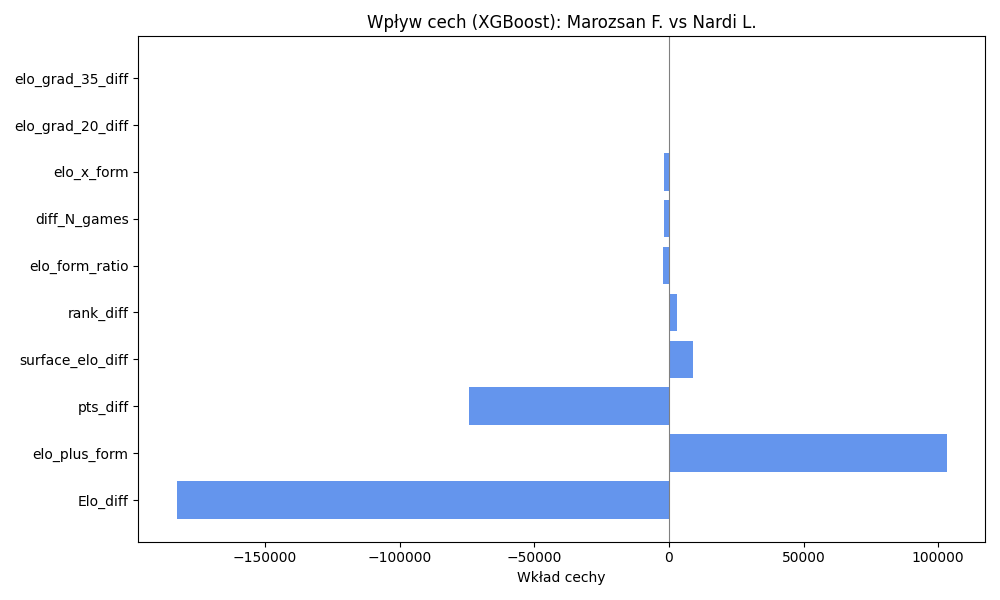 Wpływ cech (XGBoost): Marozsan F. vs Nardi L.
elo_grad_35_diff
elo_grad_20_diff
elo_x_form
diff_N_games
elo_form_ratio
rank_diff
surface_elo_diff
pts_diff
elo_plus_form
Elo_diff
−150000 −100000 −50000 0 50000 100000
Wkład cechy